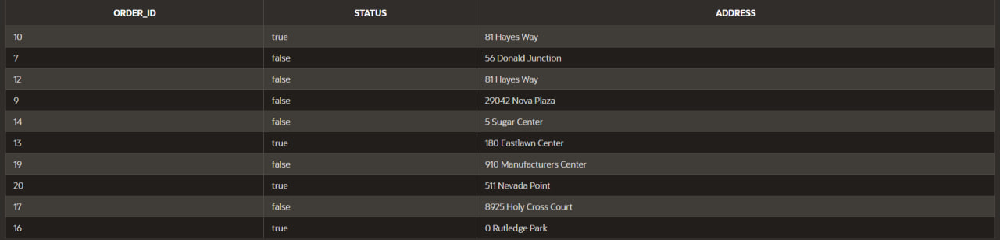 ORDER_ID STATUS ADDRESS
10 true 81 Hayes Way
7 false 56 Donald Junction
12 false 81 Hayes Way
9 false 29042 Nova Plaza
14 false 5 Sugar Center
13 true 180 Eastlawn Center
19 false 910 Manufacturers Center
20 true 511 Nevada Point
17 false 8925 Holy Cross Court
16 true 0 Rutledge Park